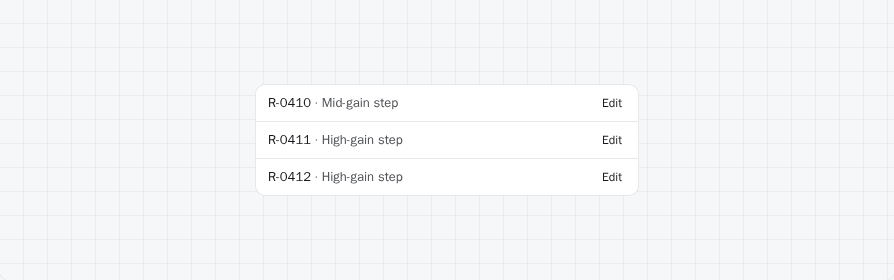 R-0410 · Mid-gain step Edit
R-0411 · High-gain step Edit
R-0412 · High-gain step Edit